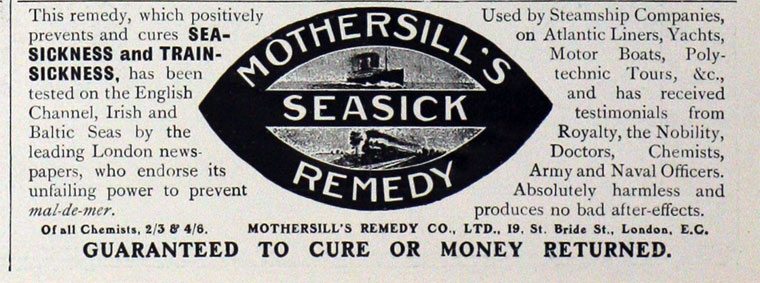 This remedy, which positively
prevents and cures SEA-
SICKNESS and TRAIN-
SICKNESS, has been
tested on the English
Channel, Irish and
Baltic Seas by the
leading London news-
papers, who endorse its
unfailing power to prevent
mal-de-mer.
MOTHERSILL'S
SEASICK
REMEDY
Used by Steamship Companies,
on Atlantic Liners, Yachts,
Motor Boats, Poly-
technic Tours, &c.,
and has received
testimonials from
Royalty, the Nobility,
Doctors, Chemists,
Army and Naval Officers.
Absolutely harmless and
produces no bad after-effects.
Of all Chemists, 2/3 & 4/6. MOTHERSILL'S REMEDY CO., LTD., 19, St. Bride St., London, E.C.
GUARANTEED TO CURE OR MONEY RETURNED.